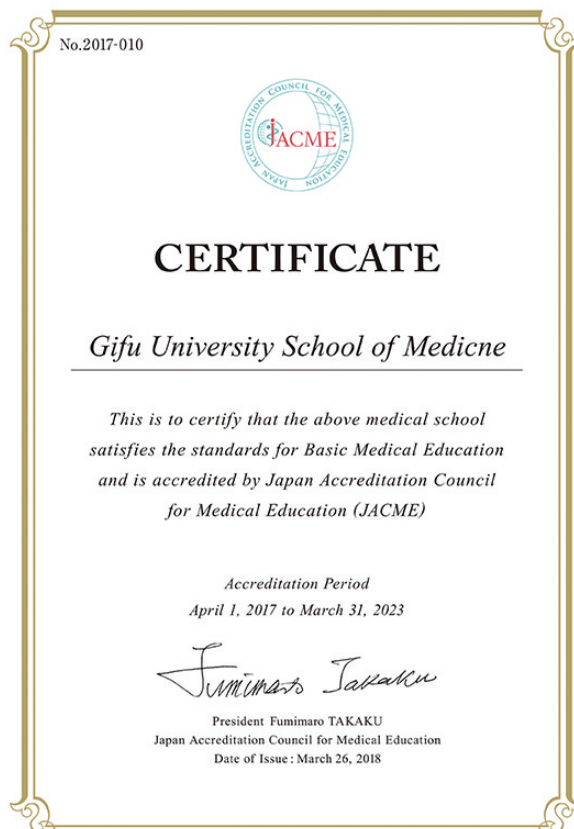 No.2017-010
JAPAN ACCREDITATION COUNCIL FOR MEDICAL EDUCATION
JACME
CERTIFICATE
Gifu University School of Medicne
This is to certify that the above medical school
satisfies the standards for Basic Medical Education
and is accredited by Japan Accreditation Council
for Medical Education (JACME)
Accreditation Period
April 1, 2017 to March 31, 2023
Fumimaro Takaku
President Fumimaro TAKAKU
Japan Accreditation Council for Medical Education
Date of Issue : March 26, 2018